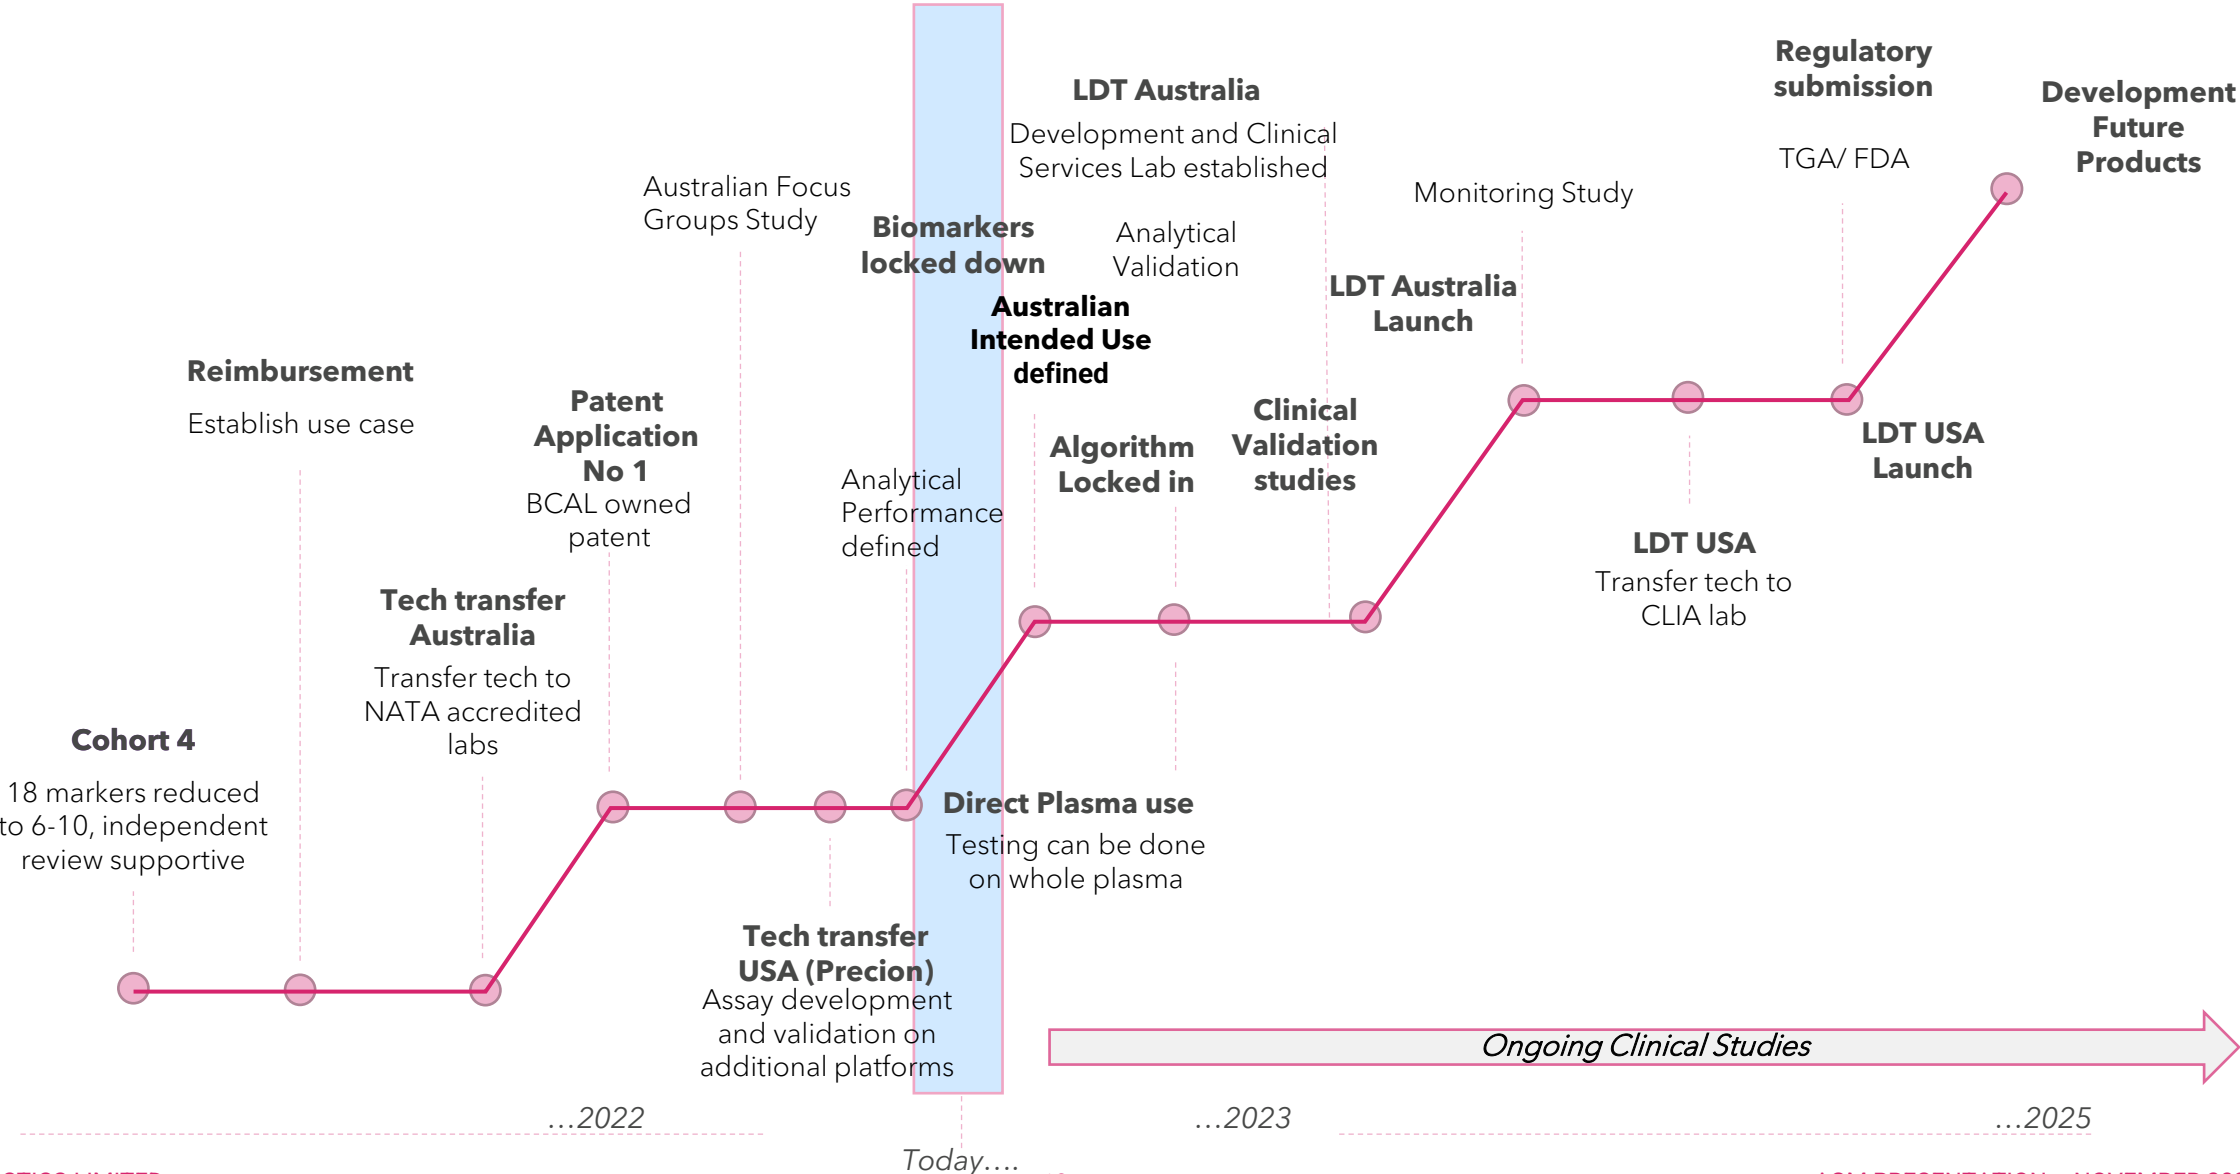 Regulatory
submission
TGA/ FDA
Development
Future
Products
LDT Australia
Development and Clinical
Services Lab established
Australian Focus
Groups Study
Monitoring Study
Biomarkers
locked down
Analytical
Validation
Australian
Intended Use
defined
LDT Australia
Launch
Reimbursement
Establish use case
Patent
Application
No 1
BCAL owned
patent
Clinical
Validation
studies
Algorithm
Locked in
LDT USA
Launch
Analytical
Performance
defined
LDT USA
Transfer tech to
CLIA lab
Tech transfer
Australia
Transfer tech to
NATA accredited
labs
Cohort 4
18 markers reduced
to 6-10, independent
review supportive
Direct Plasma use
Testing can be done
on whole plasma
Tech transfer
USA (Precion)
Assay development
and validation on
additional platforms
Ongoing Clinical Studies
...2022
...2023
...2025
Today....
LIMITED
AGM PRESENTATION – NOVEMBER